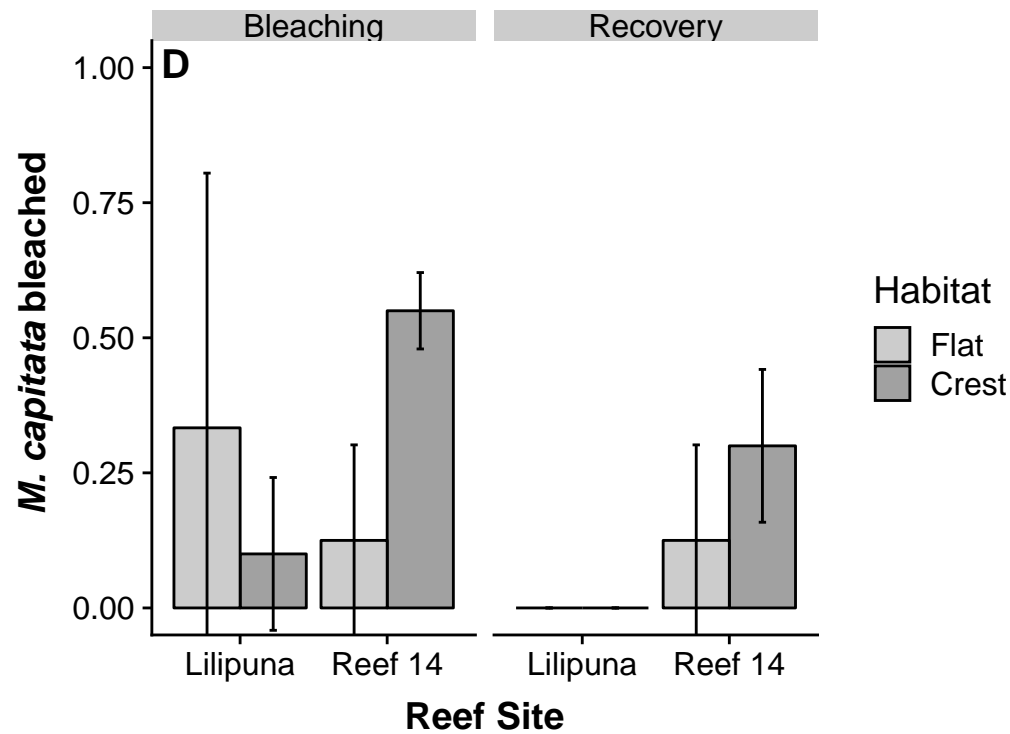 Bleaching
Recovery
D
1.00
0.75
0.50
0.25
0.00
M. capitata bleached
Lilipuna
Reef 14
Lilipuna
Reef 14
Reef Site
Habitat
Flat
Crest